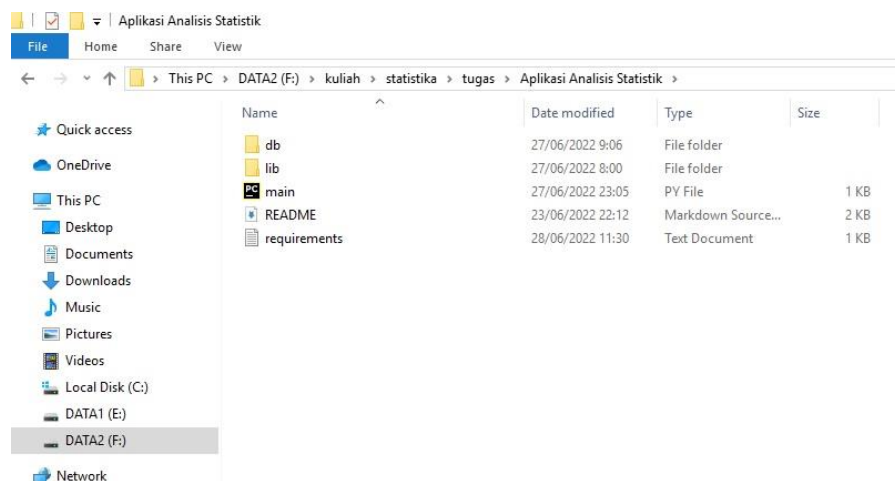 Aplikasi Analisis Statistik
File Home Share View
This PC > DATA2 (F:) > kuliah > statistika > tugas > Aplikasi Analisis Statistik >
Name Date modified Type Size
Quick access
OneDrive
This PC
Desktop
Documents
Downloads
Music
Pictures
Videos
Local Disk (C:)
DATA1 (E:)
DATA2 (F:)
Network
db 27/06/2022 9:06 File folder
lib 27/06/2022 8:00 File folder
PC main 27/06/2022 23:05 PY File 1 KB
README 23/06/2022 22:12 Markdown Source... 2 KB
requirements 28/06/2022 11:30 Text Document 1 KB